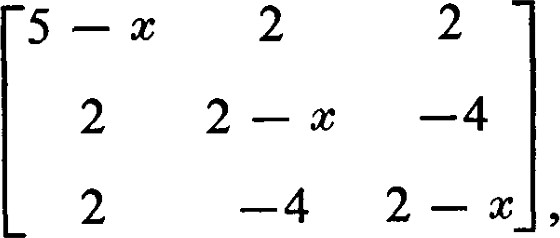 5 − x 2 2
2 2 − x −4
2 −4 2 − x ,